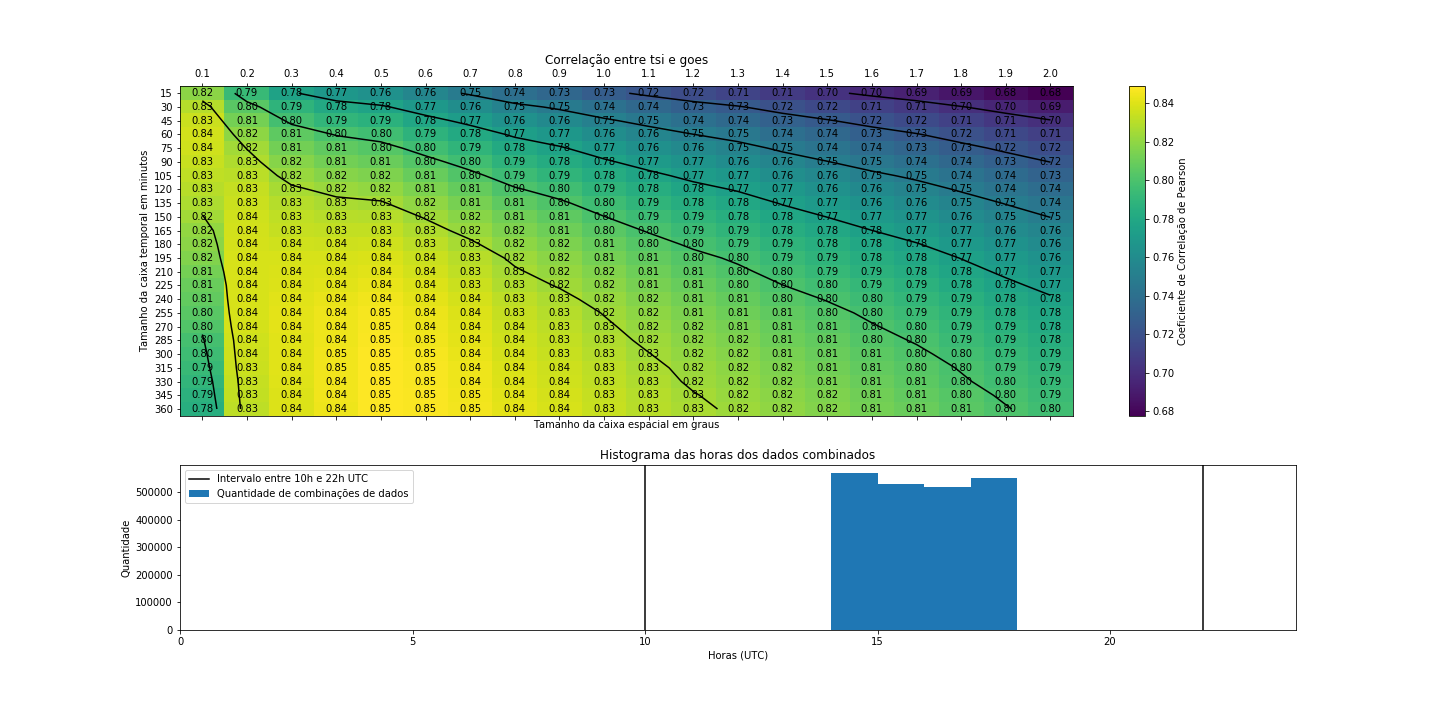 Correlação entre tsi e goes
0.1 0.2 0.3 0.4 0.5 0.6 0.7 0.8 0.9 1.0 1.1 1.2 1.3 1.4 1.5 1.6 1.7 1.8 1.9 2.0
15 0.82 0.79 0.78 0.77 0.76 0.76 0.75 0.74 0.73 0.73 0.72 0.72 0.71 0.71 0.70 0.70 0.69 0.69 0.68 0.68
30 0.83 0.80 0.79 0.78 0.78 0.77 0.76 0.75 0.75 0.74 0.74 0.73 0.73 0.72 0.72 0.71 0.71 0.70 0.70 0.69
45 0.83 0.81 0.80 0.79 0.79 0.78 0.77 0.76 0.76 0.75 0.75 0.74 0.74 0.73 0.73 0.72 0.72 0.71 0.71 0.70
60 0.84 0.82 0.81 0.80 0.80 0.79 0.78 0.77 0.77 0.76 0.76 0.75 0.75 0.74 0.74 0.73 0.73 0.72 0.71 0.71
75 0.84 0.82 0.81 0.81 0.80 0.80 0.79 0.78 0.78 0.77 0.76 0.76 0.75 0.75 0.74 0.74 0.73 0.73 0.72 0.72
90 0.83 0.83 0.82 0.81 0.81 0.80 0.80 0.79 0.78 0.78 0.77 0.77 0.76 0.76 0.75 0.75 0.74 0.74 0.73 0.72
105 0.83 0.83 0.82 0.82 0.82 0.81 0.80 0.79 0.79 0.78 0.78 0.77 0.77 0.76 0.76 0.75 0.75 0.74 0.74 0.73
120 0.83 0.83 0.83 0.82 0.82 0.81 0.81 0.80 0.80 0.79 0.78 0.78 0.77 0.77 0.76 0.76 0.75 0.75 0.74 0.74
135 0.83 0.83 0.83 0.83 0.83 0.82 0.81 0.81 0.80 0.80 0.79 0.78 0.78 0.77 0.77 0.76 0.76 0.75 0.75 0.74
150 0.82 0.84 0.83 0.83 0.83 0.82 0.82 0.81 0.81 0.80 0.79 0.79 0.78 0.78 0.77 0.77 0.76 0.76 0.75 0.75
165 0.82 0.84 0.83 0.83 0.83 0.83 0.82 0.82 0.81 0.80 0.80 0.79 0.79 0.78 0.78 0.78 0.77 0.77 0.76 0.76
180 0.82 0.84 0.84 0.84 0.84 0.83 0.83 0.82 0.82 0.81 0.80 0.80 0.79 0.79 0.78 0.78 0.78 0.77 0.77 0.76
195 0.82 0.84 0.84 0.84 0.84 0.84 0.83 0.82 0.82 0.81 0.81 0.80 0.80 0.79 0.79 0.78 0.78 0.77 0.77 0.76
210 0.81 0.84 0.84 0.84 0.84 0.84 0.83 0.83 0.82 0.82 0.81 0.81 0.80 0.80 0.79 0.79 0.78 0.78 0.77 0.77
225 0.81 0.84 0.84 0.84 0.84 0.84 0.84 0.83 0.82 0.82 0.81 0.81 0.80 0.80 0.80 0.79 0.79 0.78 0.78 0.77
240 0.81 0.84 0.84 0.84 0.84 0.84 0.84 0.83 0.83 0.82 0.82 0.81 0.81 0.80 0.80 0.80 0.79 0.79 0.78 0.78
255 0.80 0.84 0.84 0.84 0.85 0.84 0.84 0.83 0.83 0.82 0.82 0.81 0.81 0.81 0.80 0.80 0.79 0.79 0.78 0.78
270 0.80 0.84 0.84 0.84 0.85 0.84 0.84 0.84 0.83 0.83 0.82 0.82 0.81 0.81 0.81 0.80 0.80 0.79 0.79 0.78
285 0.80 0.84 0.84 0.84 0.85 0.85 0.84 0.84 0.83 0.83 0.82 0.82 0.81 0.81 0.81 0.80 0.80 0.79 0.79 0.78
300 0.80 0.84 0.84 0.85 0.85 0.85 0.84 0.84 0.83 0.83 0.83 0.82 0.82 0.81 0.81 0.81 0.80 0.80 0.79 0.79
315 0.79 0.83 0.84 0.84 0.85 0.85 0.84 0.84 0.84 0.83 0.83 0.82 0.82 0.81 0.81 0.81 0.80 0.80 0.79 0.79
330 0.79 0.83 0.84 0.84 0.85 0.85 0.84 0.84 0.84 0.83 0.83 0.82 0.82 0.82 0.81 0.81 0.81 0.80 0.80 0.79
345 0.79 0.83 0.84 0.84 0.85 0.85 0.84 0.84 0.84 0.83 0.83 0.83 0.82 0.82 0.82 0.81 0.81 0.80 0.80 0.79
360 0.78 0.83 0.84 0.84 0.85 0.85 0.85 0.84 0.84 0.83 0.83 0.83 0.82 0.82 0.82 0.81 0.81 0.81 0.80 0.80
Tamanho da caixa temporal em minutos
Tamanho da caixa espacial em graus
0.84
0.82
0.80
0.78
0.76
0.74
0.72
0.70
0.68
Coeficiente de Correlação de Pearson
Histograma das horas dos dados combinados
Intervalo entre 10h e 22h UTC
Quantidade de combinações de dados
500000
400000
300000
200000
100000
0
Quantidade
0 5 10 15 20
Horas (UTC)